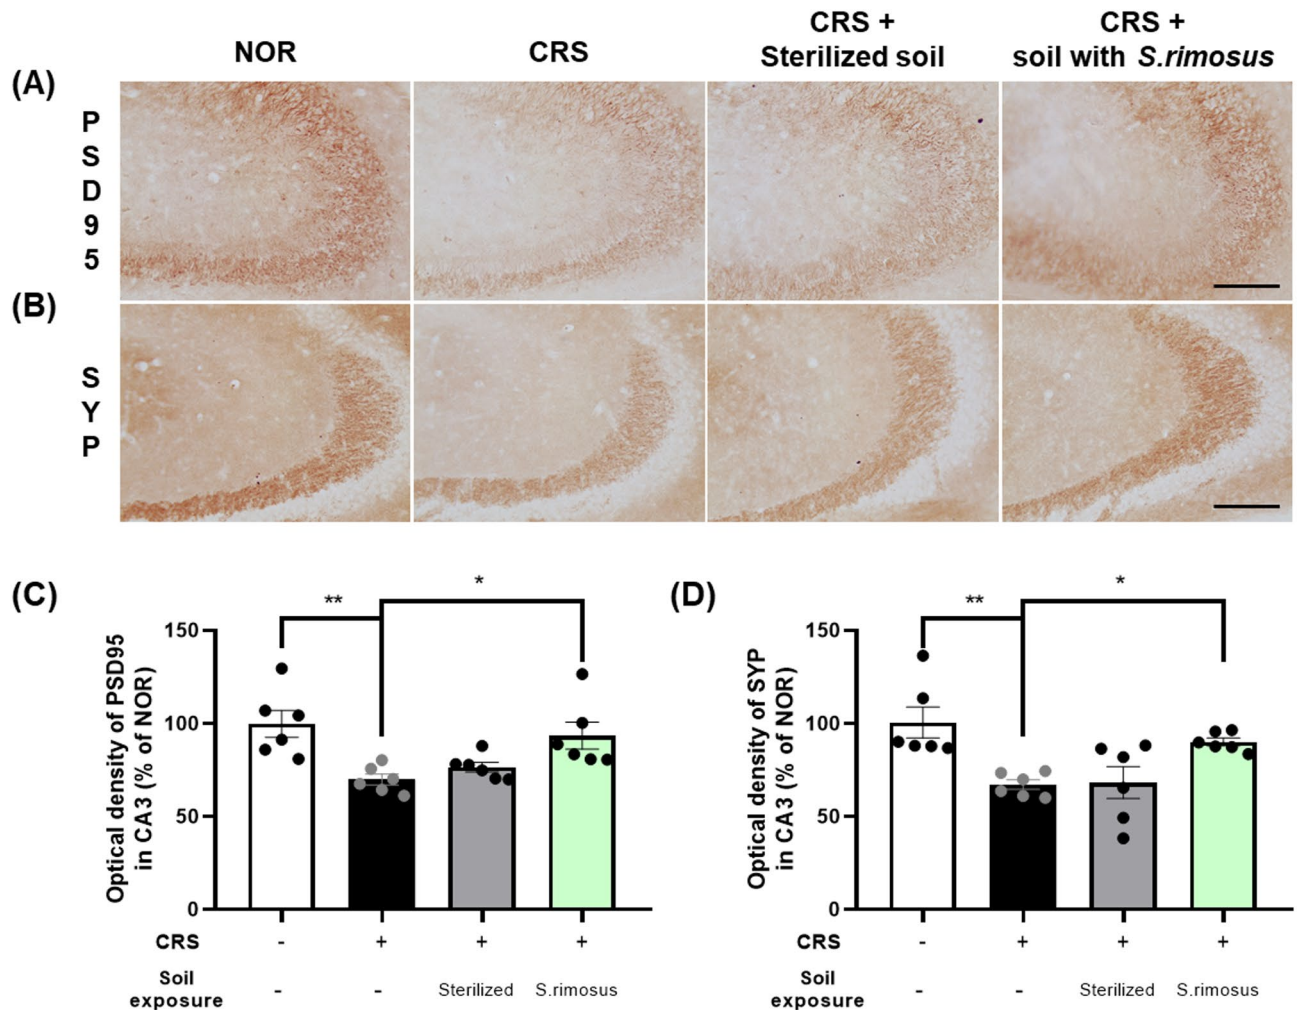 NOR
CRS
CRS +
Sterilized soil
CRS +
soil with S.rimosus
(A)
P
S
D
9
5
(B)
S
Y
P
(C)
Optical density of PSD95
in CA3 (% of NOR)
**
*
150
100
50
0
CRS - + + +
Soil
exposure - - Sterilized S.rimosus
(D)
Optical density of SYP
in CA3 (% of NOR)
**
*
150
100
50
0
CRS - + + +
Soil
exposure - - Sterilized S.rimosus